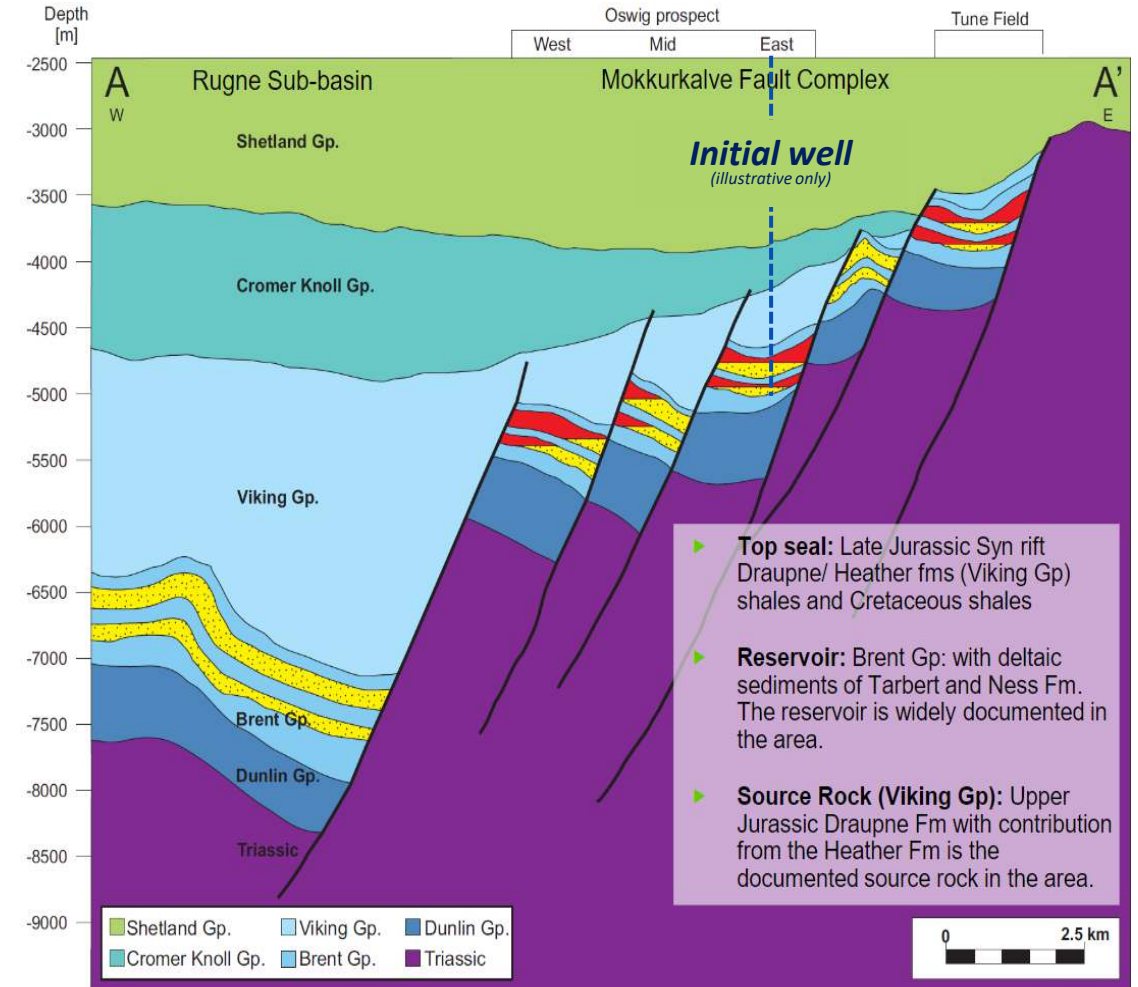 Depth
[m]
Oswig prospect
West
Mid
East
Tune Field
-2500
-3000
-3500
-4000
-4500
-5000
-5500
-6000
-6500
-7000
-7500
-8000
-8500
-9000
A
W
Rugne Sub-basin
Mokkurkalve Fault Complex
A'
E
Shetland Gp.
Initial well
(illustrative only)
Cromer Knoll Gp.
Viking Gp.
Brent Gp.
Dunlin Gp.
Triassic
Top seal: Late Jurassic Syn rift
Draupne/ Heather fms (Viking Gp)
shales and Cretaceous shales
Reservoir: Brent Gp: with deltaic
sediments of Tarbert and Ness Fm.
The reservoir is widely documented in
the area.
Source Rock (Viking Gp): Upper
Jurassic Draupne Fm with contribution
from the Heather Fm is the
documented source rock in the area.
Shetland Gp.
Viking Gp.
Dunlin Gp.
Cromer Knoll Gp.
Brent Gp.
Triassic
0
2.5 km